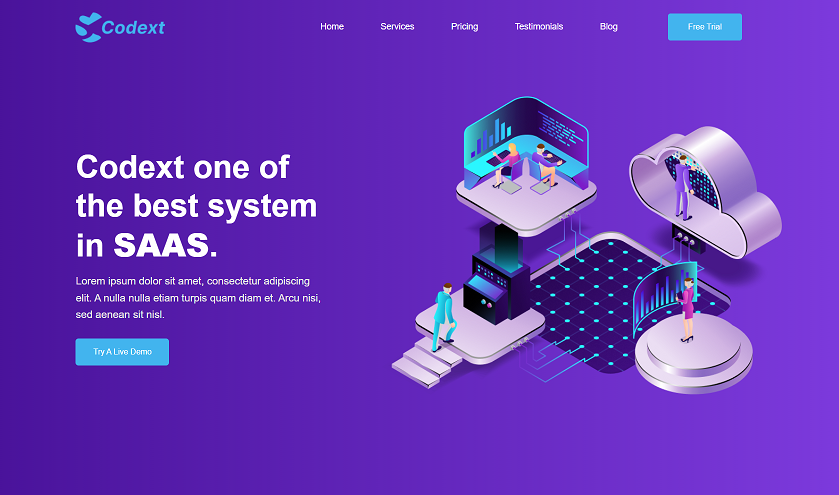 Codext
Home
Services
Pricing
Testimonials
Blog
Free Trial
Codext one of
the best system
in SAAS.
Lorem ipsum dolor sit amet, consectetur adipiscing
elit. A nulla nulla etiam turpis quam diam et. Arcu nisi,
sed aenean sit nisl.
Try A Live Demo